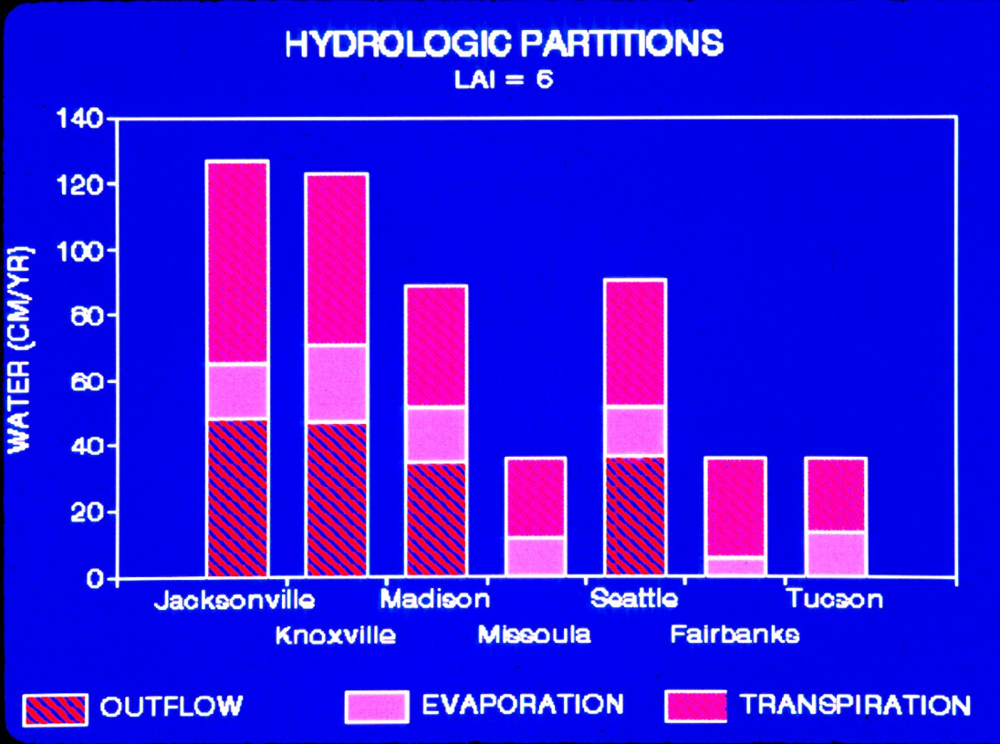 HYDROLOGIC PARTITIONS
LAI = 6
140
120
100
80
60
40
20
0
WATER (CM/YR)
Jacksonville
Knoxville
Madison
Missoula
Seattle
Fairbanks
Tucson
OUTFLOW
EVAPORATION
TRANSPIRATION